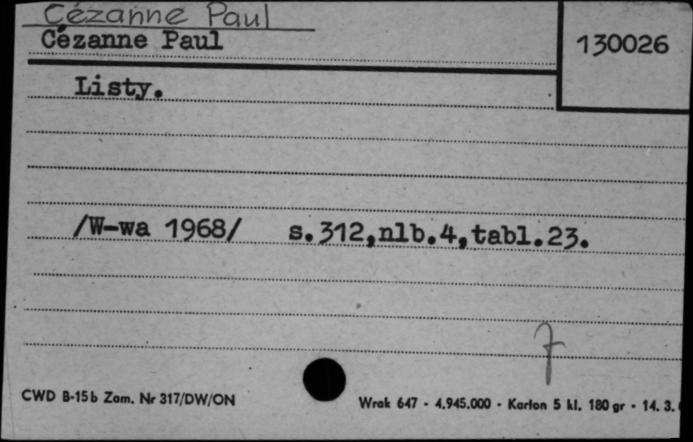 Cézanne Paul
Cézanne Paul
130026
Listy.
/W-wa 1968/ s.312,nlb.4,tabl.23.
7
CWD B-15b Zam. Nr 317/DW/ON
Wrak 647 - 4.945.000 - Karton 5 kl. 180 gr - 14. 3.